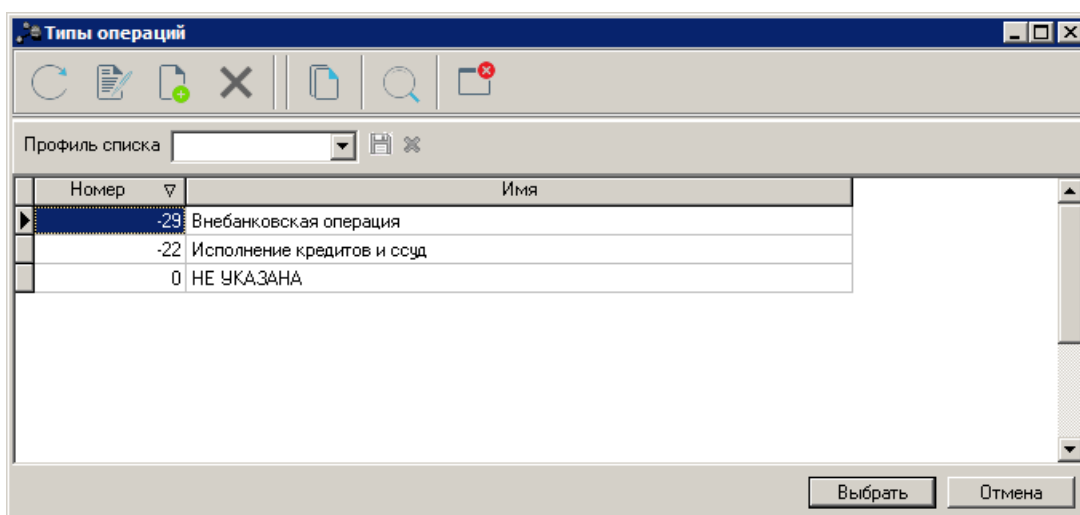 Типы операций
Профиль списка
Номер Имя
-29 Внебанковская операция
-22 Исполнение кредитов и ссуд
0 НЕ УКАЗАНА
Выбрать Отмена